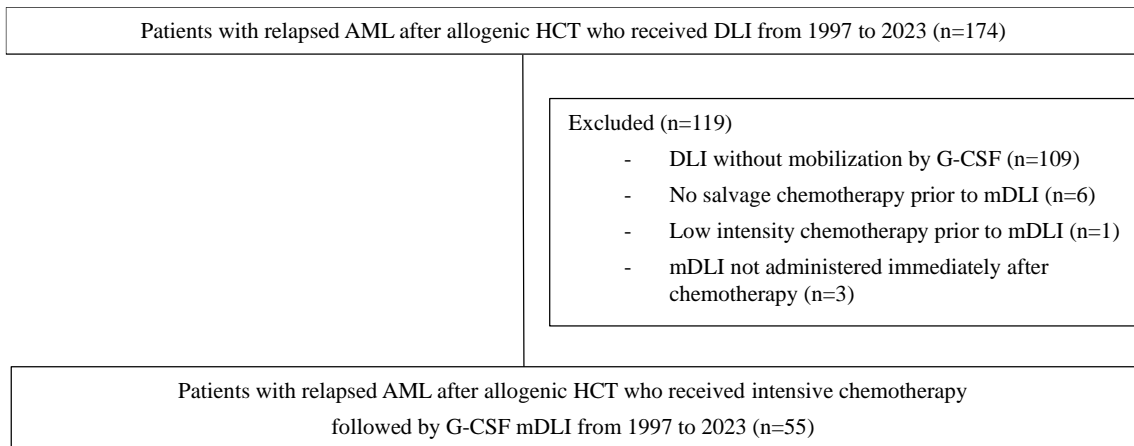 Patients with relapsed AML after allogenic HCT who received DLI from 1997 to 2023 (n=174)
Excluded (n=119)
- DLI without mobilization by G-CSF (n=109)
- No salvage chemotherapy prior to mDLI (n=6)
- Low intensity chemotherapy prior to mDLI (n=1)
- mDLI not administered immediately after
chemotherapy (n=3)
Patients with relapsed AML after allogenic HCT who received intensive chemotherapy
followed by G-CSF mDLI from 1997 to 2023 (n=55)